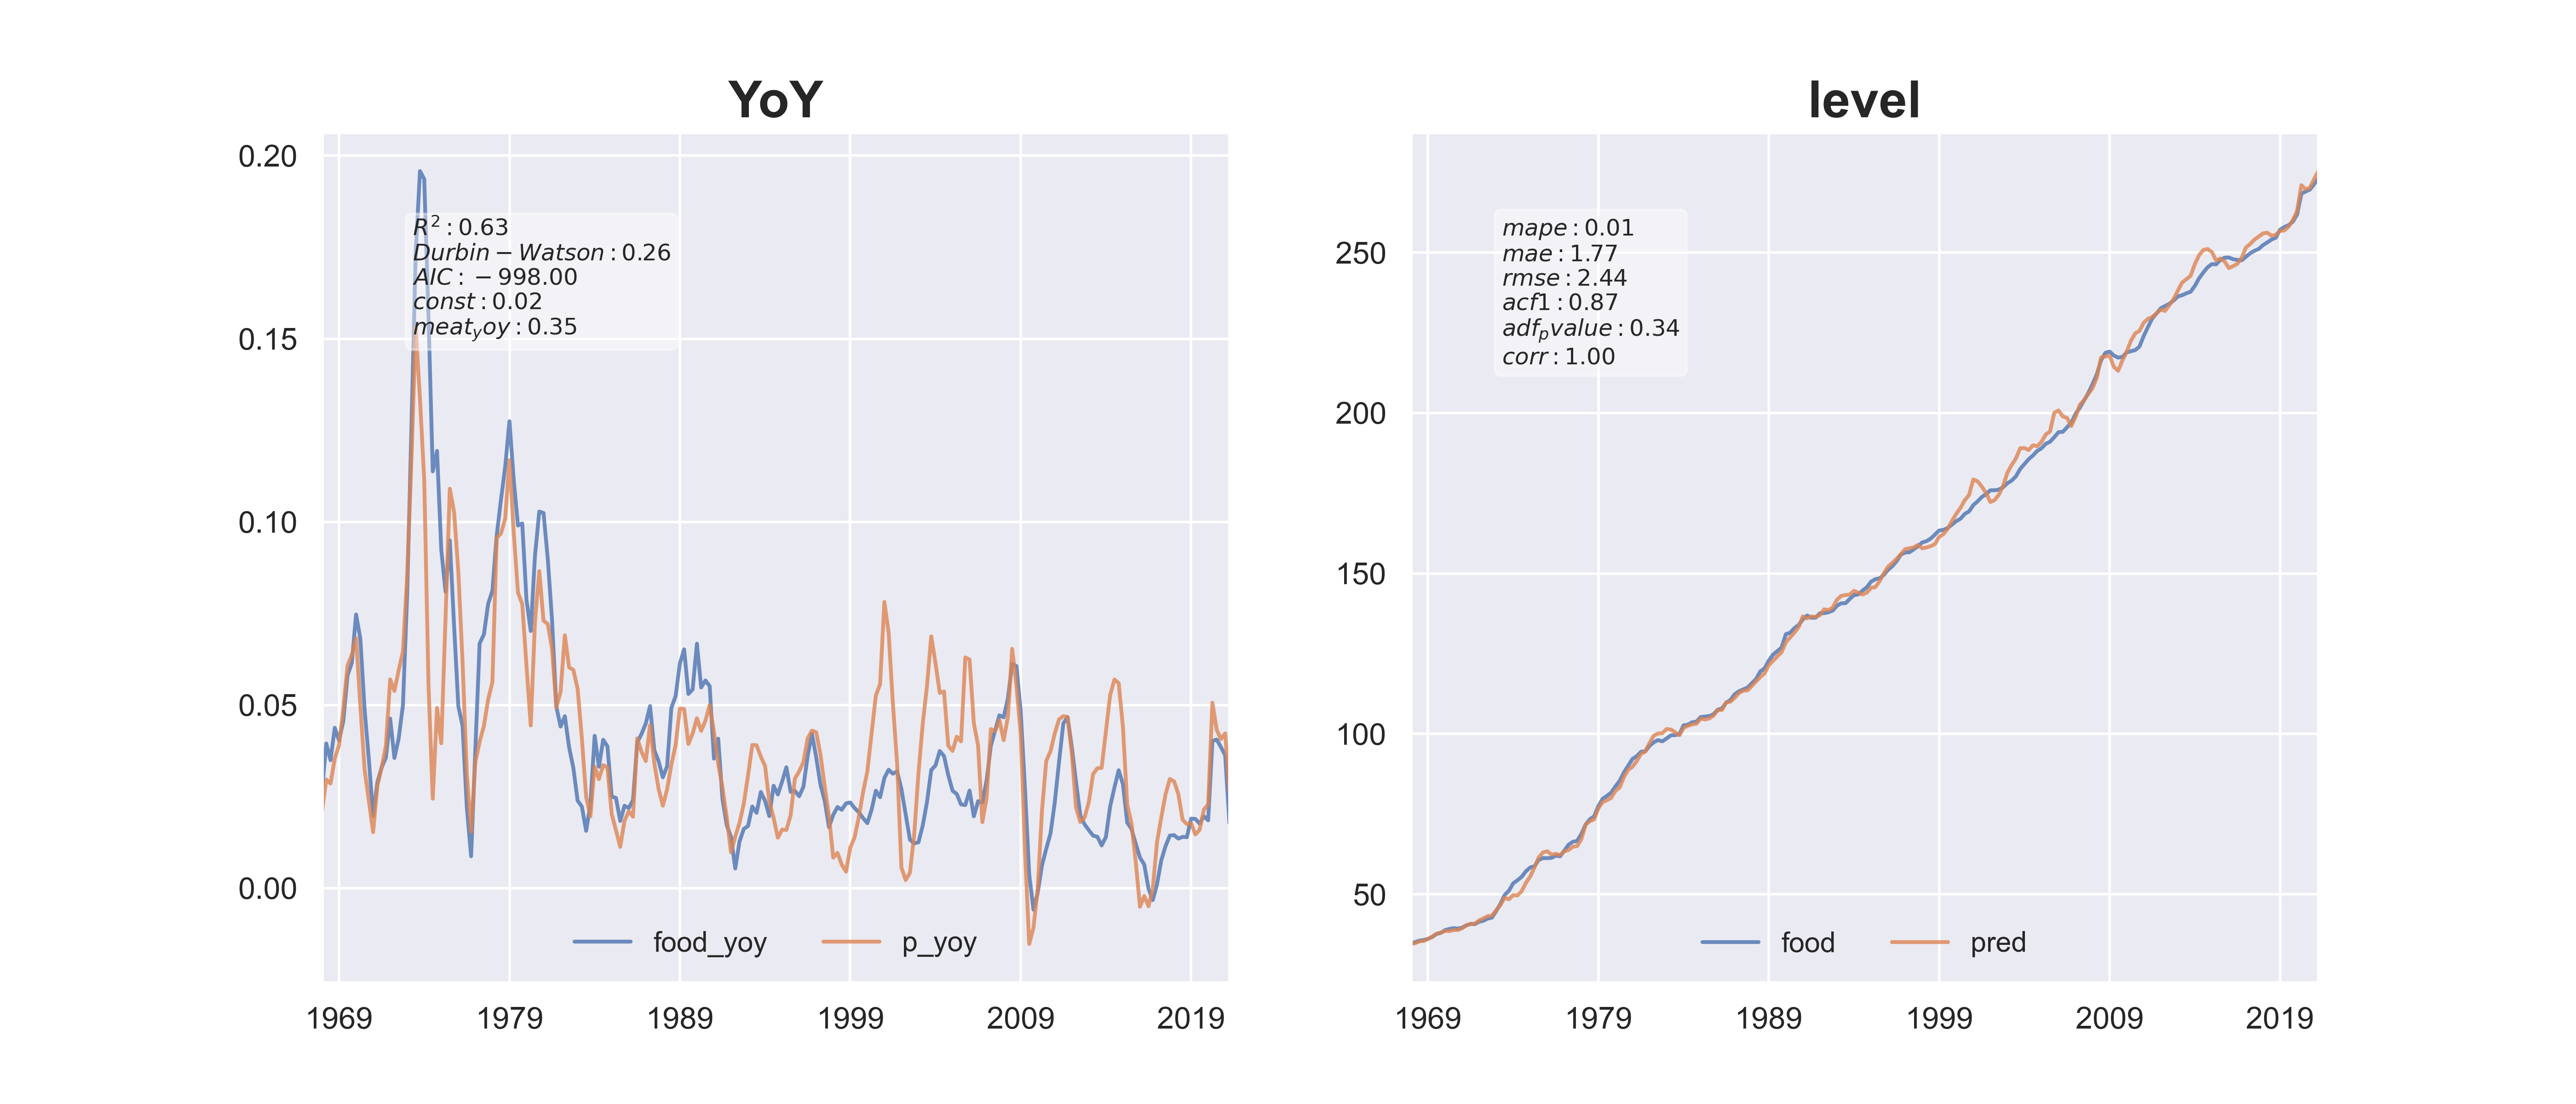 YoY
0.20
0.15
0.10
0.05
0.00
R²: 0.63
Durbin − Watson: 0.26
AIC: −998.00
const: 0.02
meatᵧoy: 0.35
food_yoy p_yoy
1969 1979 1989 1999 2009 2019
level
250
200
150
100
50
mape: 0.01
mae: 1.77
rmse: 2.44
acf1: 0.87
adfₚvalue: 0.34
corr: 1.00
food pred
1969 1979 1989 1999 2009 2019